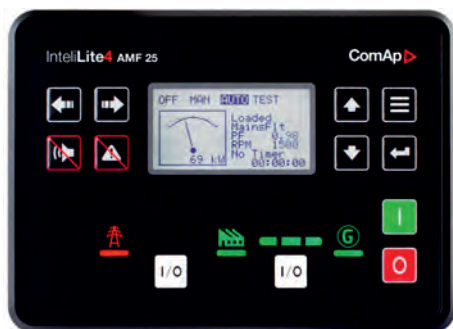 InteliLite4 AMF 25
ComAp
OFF MAN AUTO TEST
Loaded
MainsFlt
PF 0,98
RPM 1500
No Timer
00:00:00
69 kW
G
I/O
I/O
I
O